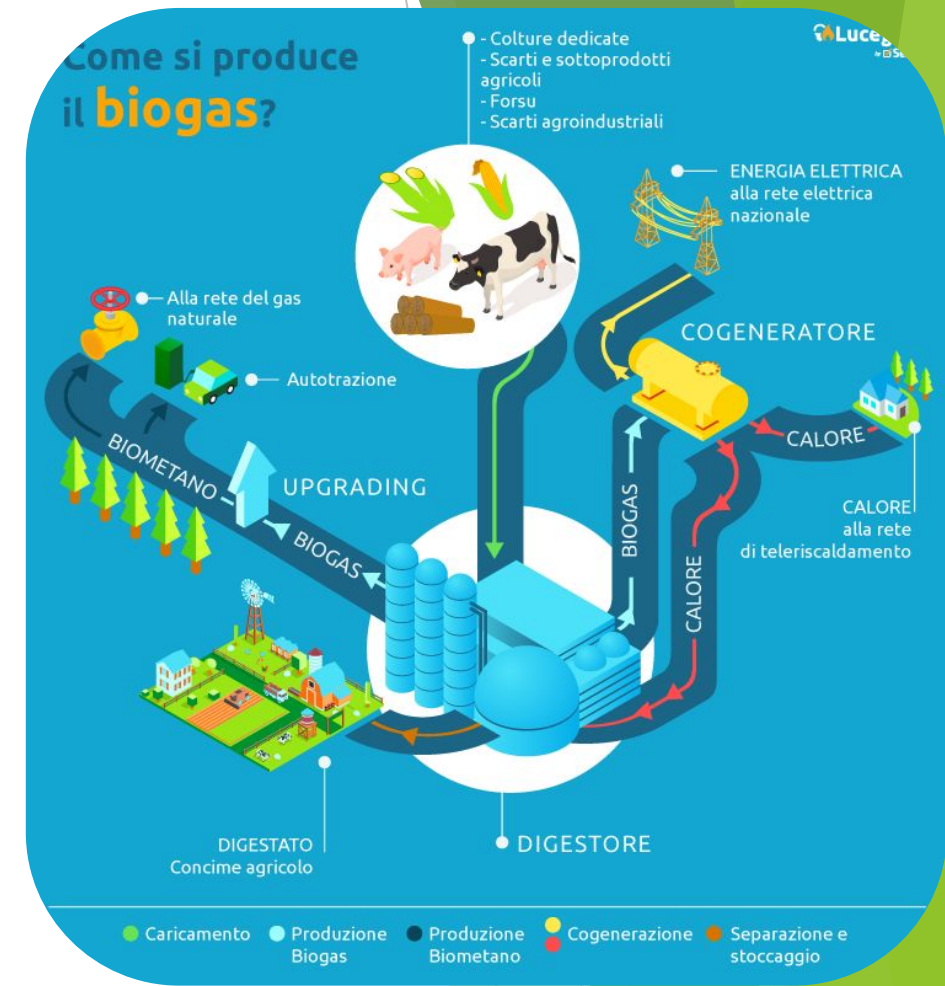 Come si produce
il biogas?
- Colture dedicate
- Scarti e sottoprodotti
agricoli
- Forsu
- Scarti agroindustriali
ENERGIA ELETTRICA
alla rete elettrica
nazionale
Alla rete del gas
naturale
Autotrazione
COGENERATORE
CALORE
CALORE
alla rete
di teleriscaldamento
BIOMETANO
UPGRADING
BIOGAS
BIOGAS
CALORE
DIGESTATO
Concime agricolo
DIGESTORE
Caricamento
Produzione
Biogas
Produzione
Biometano
Cogenerazione
Separazione e
stoccaggio